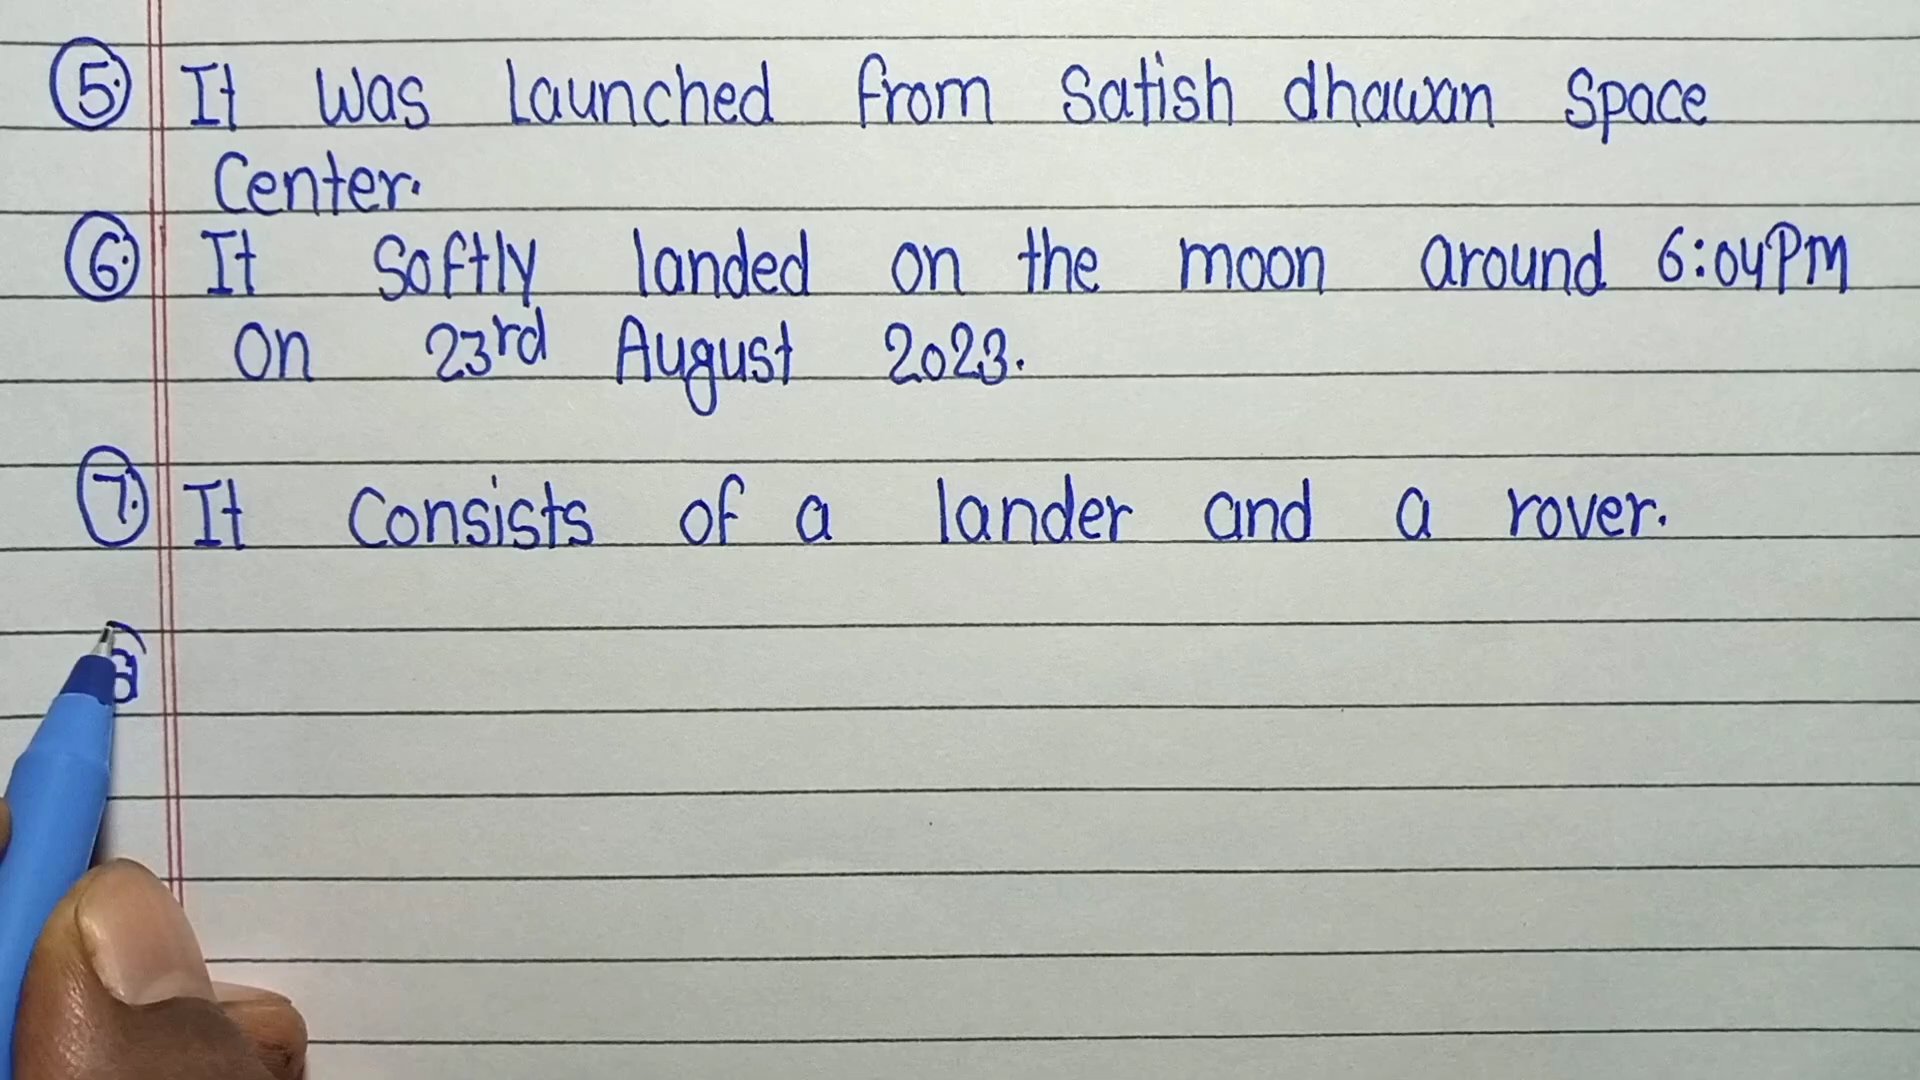 5. It was launched from Satish dhawan Space
Center.
6. It Softly landed on the moon around 6:04PM
on 23rd August 2023.
7. It Consists of a lander and a rover.
8